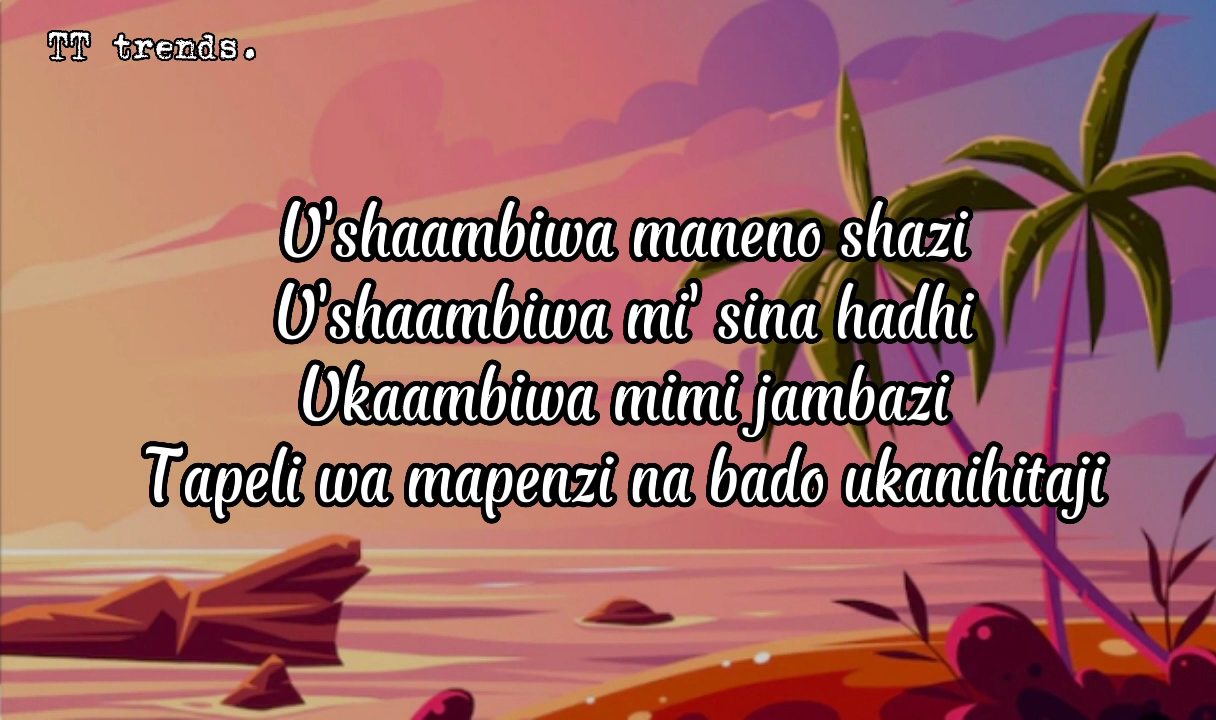 TT trends.
U'shaambiwa maneno shazi
U'shaambiwa mi' sina hadhi
Ukaambiwa mimi jambazi
Tapeli wa mapenzi na bado ukanihitaji